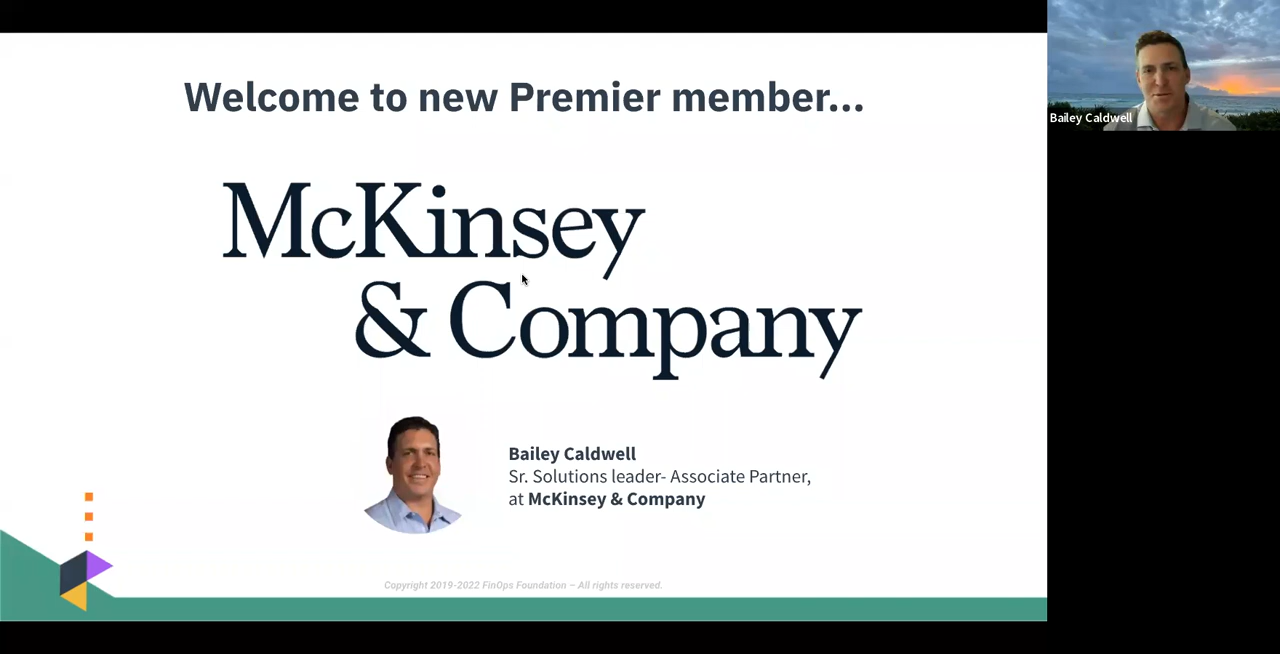 Welcome to new Premier member...
Bailey Caldwell
McKinsey
& Company
Bailey Caldwell
Sr. Solutions leader- Associate Partner,
at McKinsey & Company
Copyright 2019-2022 FinOps Foundation – All rights reserved.